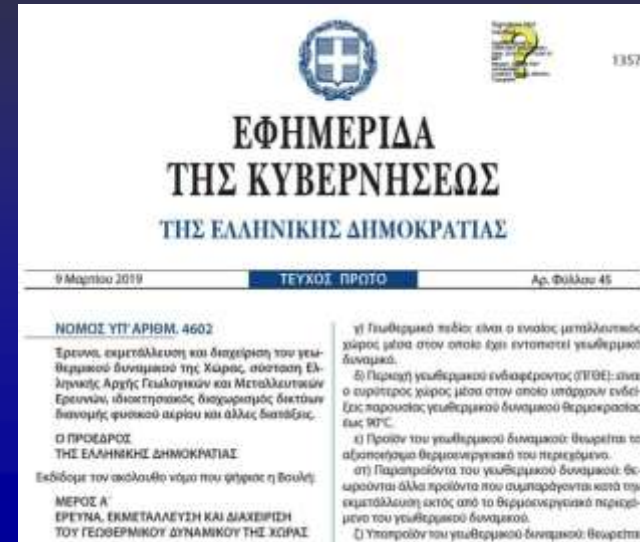 1357
ΕΦΗΜΕΡΙΔΑ
ΤΗΣ ΚΥΒΕΡΝΗΣΕΩΣ
ΤΗΣ ΕΛΛΗΝΙΚΗΣ ΔΗΜΟΚΡΑΤΙΑΣ
9 Μαρτίου 2019
ΤΕΥΧΟΣ ΠΡΩΤΟ
Αρ. Φύλλου 45
ΝΟΜΟΣ ΥΠ' ΑΡΙΘΜ. 4602
Έρευνα, εκμετάλλευση και διαχείριση του γεω-
θερμικού δυναμικού της Χώρας, σύσταση Ελ-
ληνικής Αρχής Γεωλογικών και Μεταλλευτικών
Ερευνών, ιδιοκτησιακός διαχωρισμός δικτύων
διανομής φυσικού αερίου και άλλες διατάξεις.
Ο ΠΡΟΕΔΡΟΣ
ΤΗΣ ΕΛΛΗΝΙΚΗΣ ΔΗΜΟΚΡΑΤΙΑΣ
Εκδίδομε τον ακόλουθο νόμο που ψήφισε η Βουλή:
ΜΕΡΟΣ Α΄
ΕΡΕΥΝΑ, ΕΚΜΕΤΑΛΛΕΥΣΗ ΚΑΙ ΔΙΑΧΕΙΡΙΣΗ
ΤΟΥ ΓΕΩΘΕΡΜΙΚΟΥ ΔΥΝΑΜΙΚΟΥ ΤΗΣ ΧΩΡΑΣ
γ) Γεωθερμικό πεδίο: είναι ο ενιαίος μεταλλευτικός
χώρος μέσα στον οποίο έχει εντοπιστεί γεωθερμικό
δυναμικό.
δ) Περιοχή γεωθερμικού ενδιαφέροντος (ΠΓΘΕ): είναι
ο ευρύτερος χώρος μέσα στον οποίο υπάρχουν ενδεί-
ξεις παρουσίας γεωθερμικού δυναμικού θερμοκρασίας
έως 90°C.
ε) Προϊόν του γεωθερμικού δυναμικού: θεωρείται το
αξιοποιήσιμο θερμοενεργειακό του περιεχόμενο.
στ) Παραπροϊόντα του γεωθερμικού δυναμικού: θε-
ωρούνται άλλα προϊόντα που συμπαράγονται κατά την
εκμετάλλευση εκτός από το θερμοενεργειακό περιεχό-
μενο του γεωθερμικού δυναμικού.
ζ) Υποπροϊόν του γεωθερμικού δυναμικού: θεωρείται